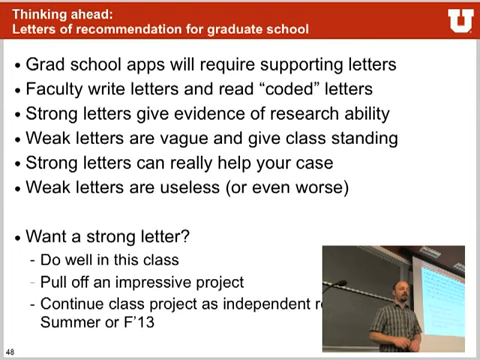 Thinking ahead:
Letters of recommendation for graduate school
U
• Grad school apps will require supporting letters
• Faculty write letters and read “coded” letters
• Strong letters give evidence of research ability
• Weak letters are vague and give class standing
• Strong letters can really help your case
• Weak letters are useless (or even worse)
• Want a strong letter?
- Do well in this class
- Pull off an impressive project
- Continue class project as independent
Summer or F’13
48